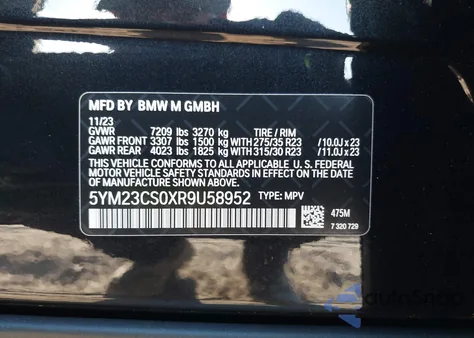 MFD BY BMW M GMBH
11/23
GVWR 7209 lbs 3270 kg TIRE / RIM
GAWR FRONT 3307 lbs 1500 kg 275/35 R23 /10.0J x 23
GAWR REAR 4023 lbs 1825 kg 315/30 R23 /11.0J x 23
THIS VEHICLE CONFORMS TO ALL APPLICABLE U.S. FEDERAL
MOTOR VEHICLE SAFETY STANDARDS IN EFFECT ON THE
DATE OF MANUFACTURE SHOWN ABOVE.
5YM23CS0XR9U58952 TYPE: MPV
475M
7 320 729
AutoSnap